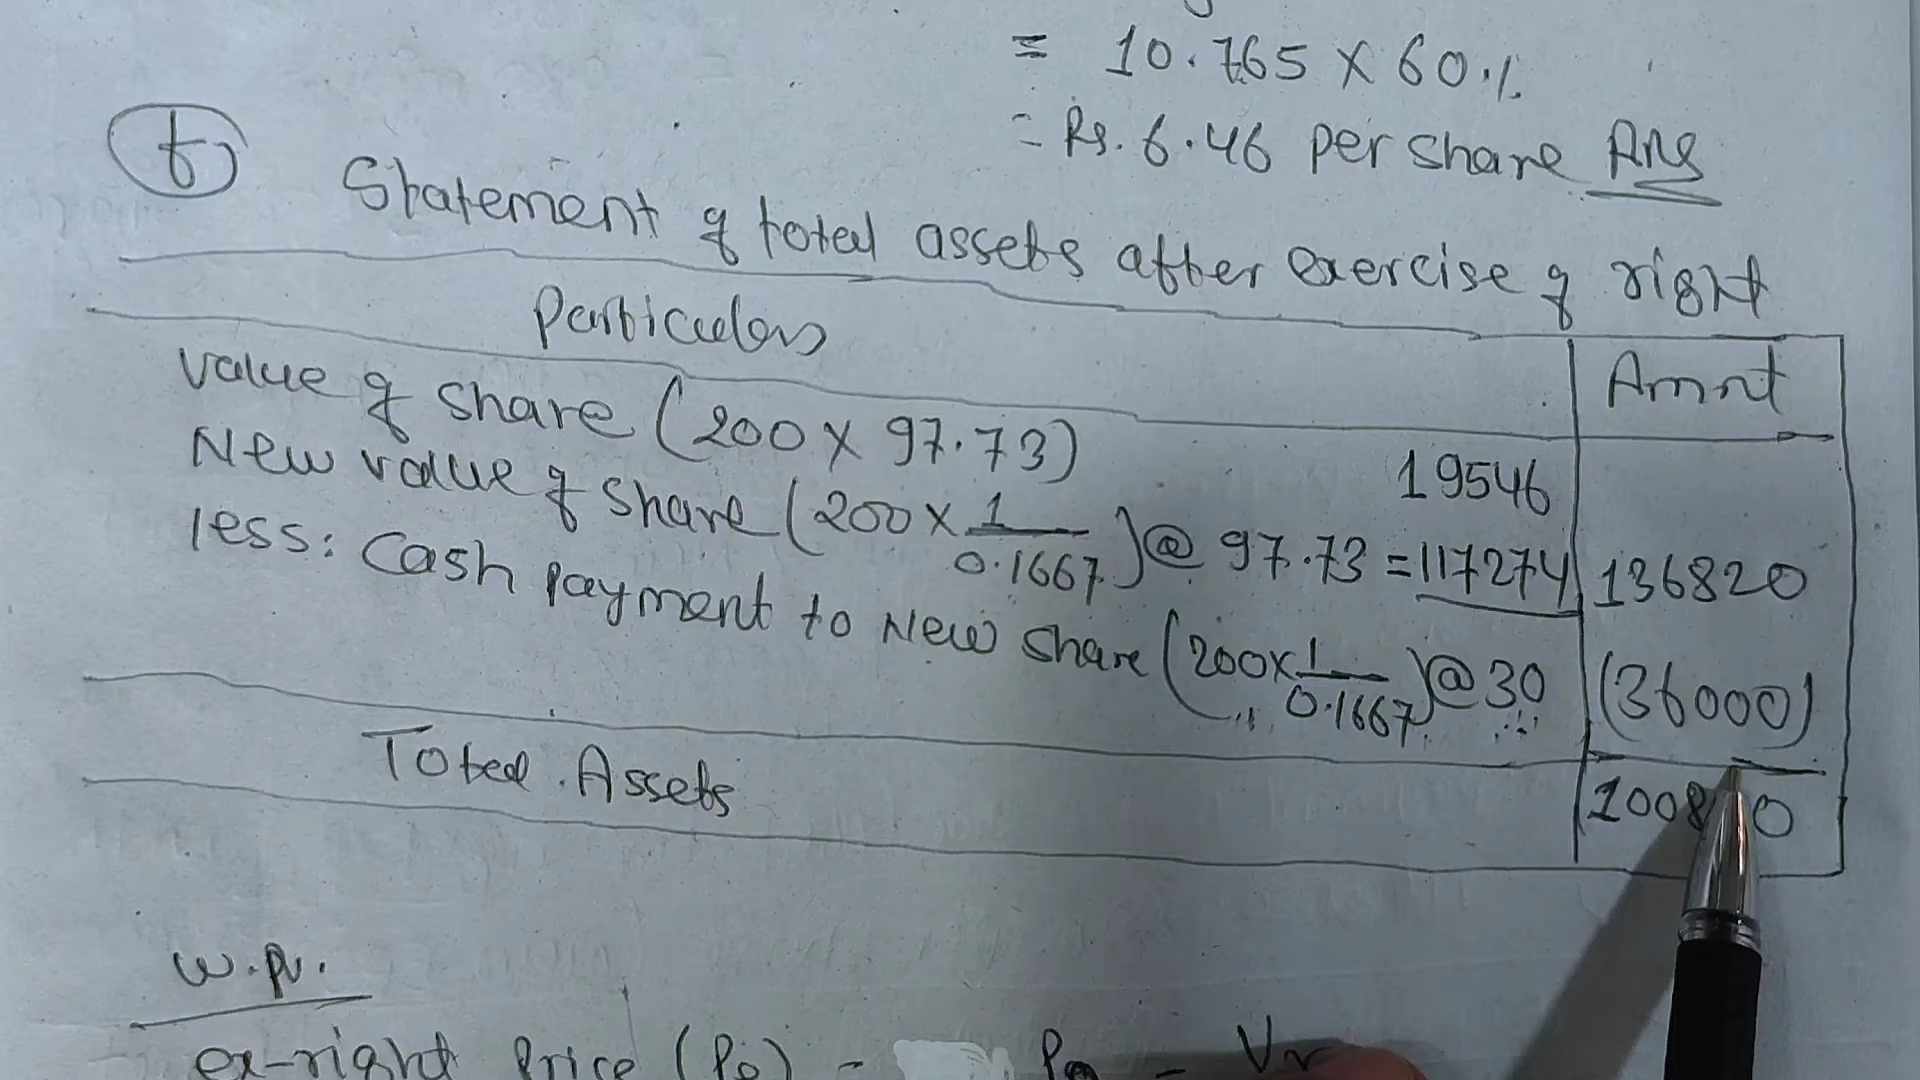 = 10.765 × 60%
= Rs. 6.46 per share Ans
f Statement of total assets after exercise of right
Particulars Amnt
Value of share (200 × 97.73) 19546
New value of share (200 × 1/0.1667) @ 97.73 = 117274 136820
less: Cash payment to New share (200 × 1/0.1667) @ 30 (36000)
Total Assets
w.n.
ex-right Price (Pe) =